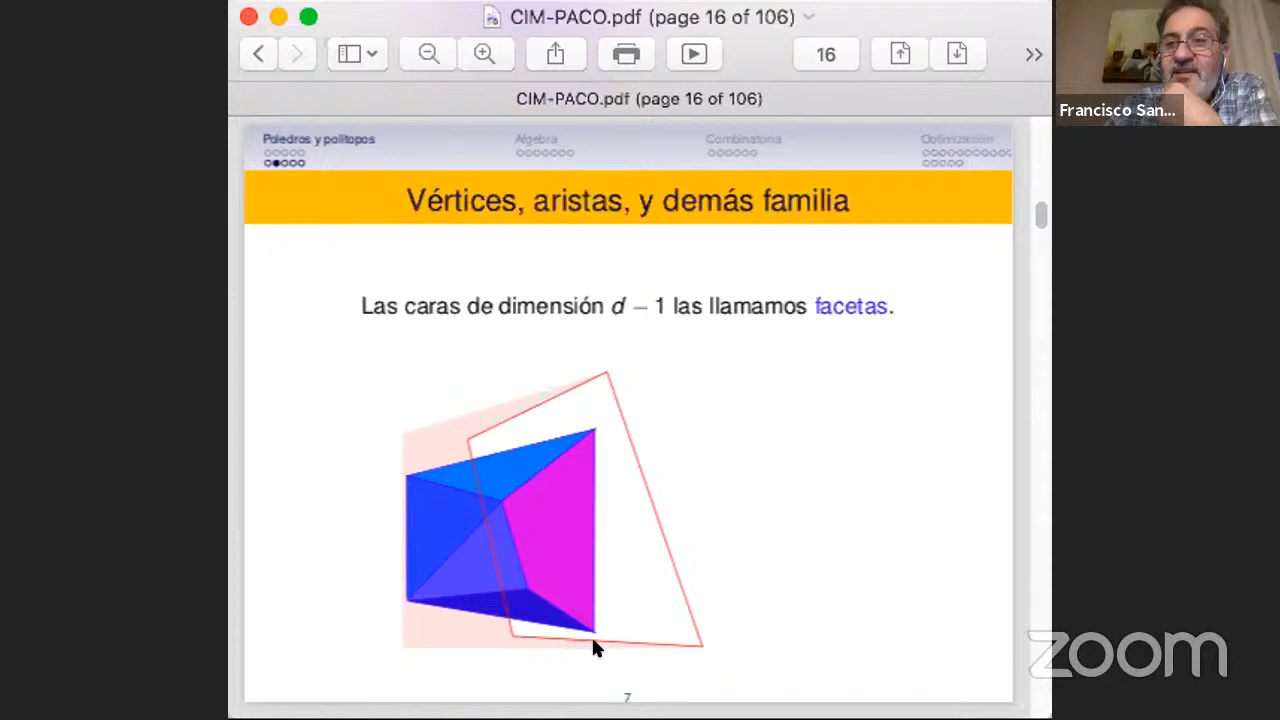 CIM-PACO.pdf (page 16 of 106)
16
CIM-PACO.pdf (page 16 of 106)
Francisco San...
Poliedros y politopos
Algebra
Combinatoria
Optimización
Vértices, aristas, y demás familia
Las caras de dimensión d − 1 las llamamos facetas.
7
zoom